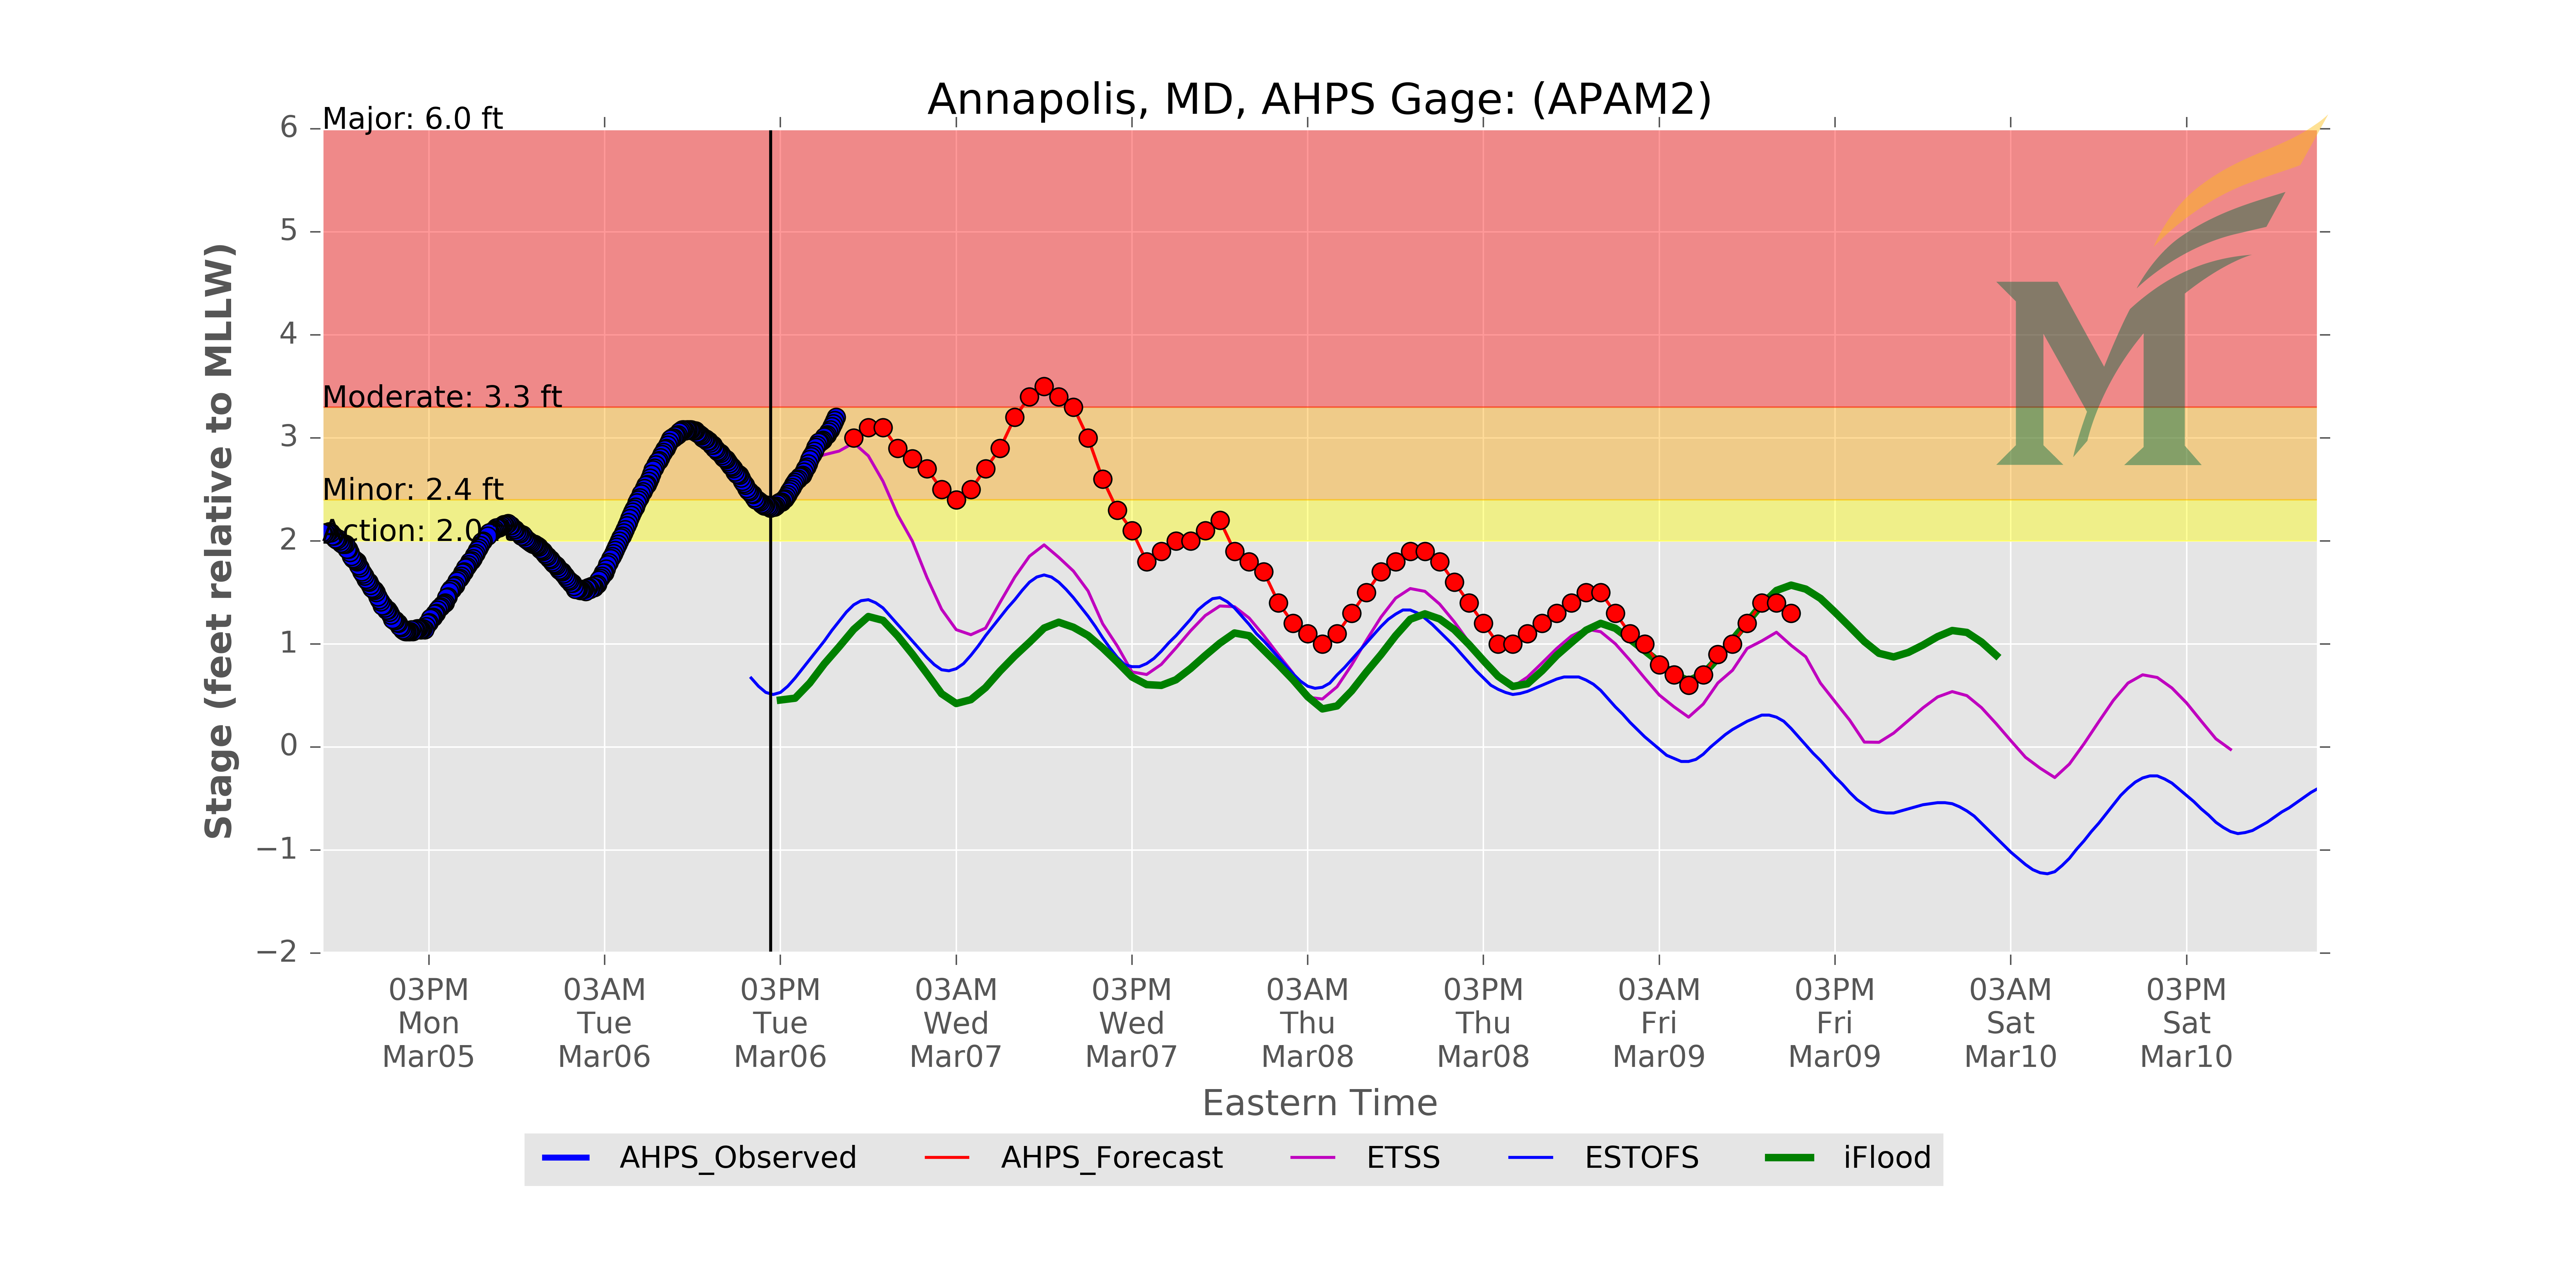 Annapolis, MD, AHPS Gage: (APAM2)
Major: 6.0 ft
Moderate: 3.3 ft
Minor: 2.4 ft
Action: 2.0
6
5
4
3
2
1
0
−1
−2
Stage (feet relative to MLLW)
03PM 03AM 03PM 03AM 03PM 03AM 03PM 03AM 03PM 03AM 03PM
Mon Tue Tue Wed Wed Thu Thu Fri Fri Sat Sat
Mar05 Mar06 Mar06 Mar07 Mar07 Mar08 Mar08 Mar09 Mar09 Mar10 Mar10
Eastern Time
AHPS_Observed AHPS_Forecast ETSS ESTOFS iFlood
M